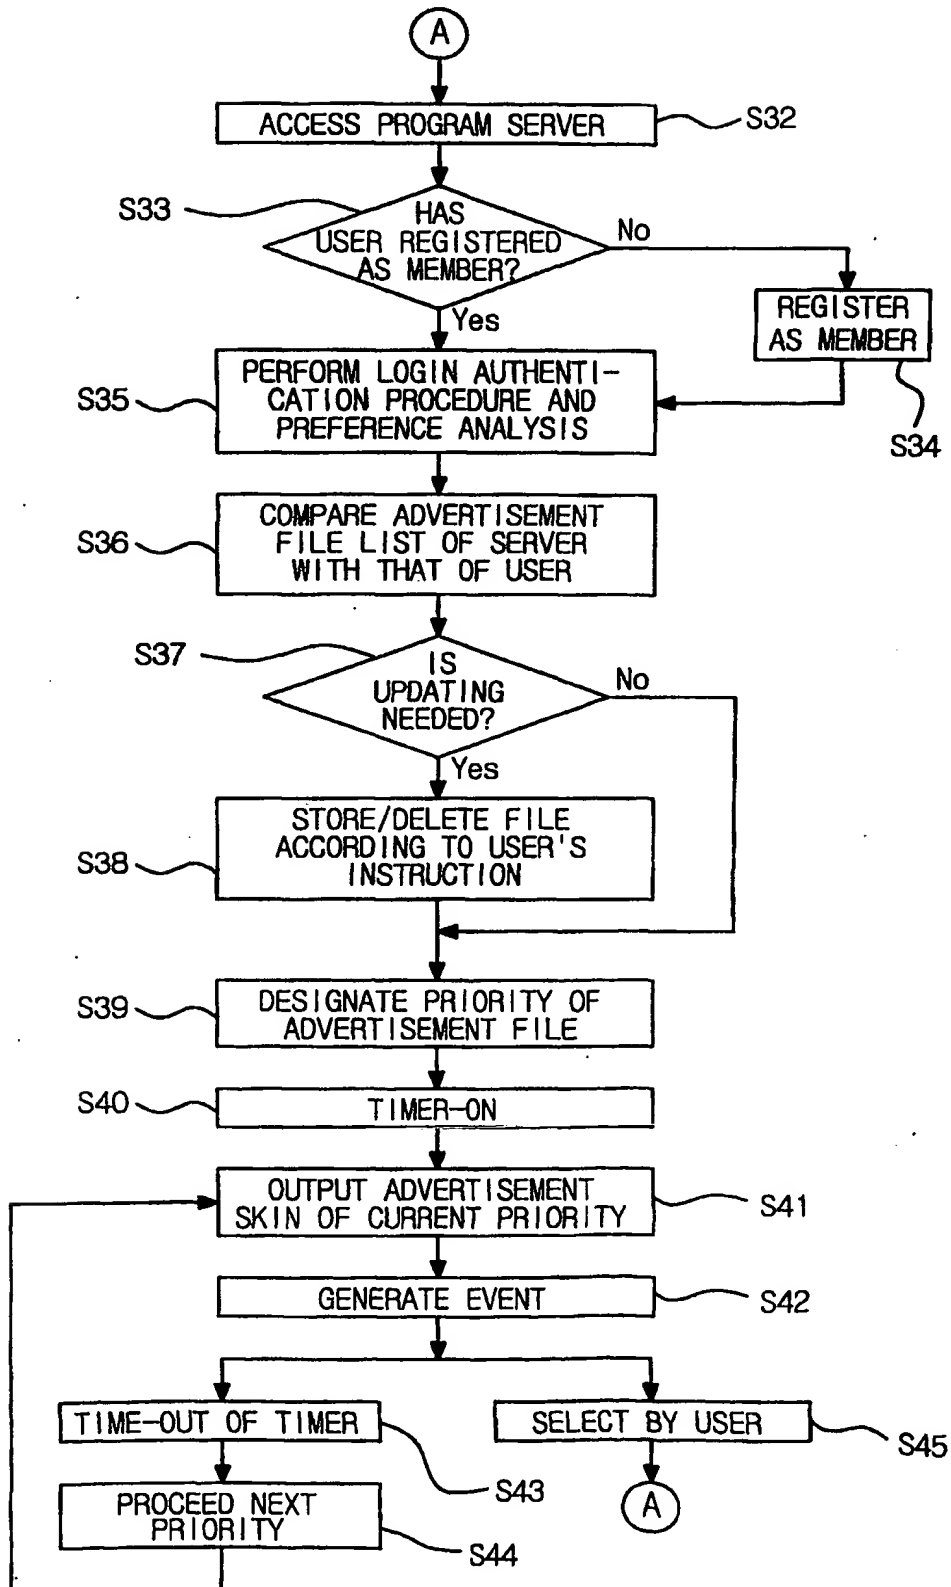 A
ACCESS PROGRAM SERVER
S32
S33
HAS
USER REGISTERED
AS MEMBER?
No
Yes
REGISTER
AS MEMBER
S34
S35
PERFORM LOGIN AUTHENTI-
CATION PROCEDURE AND
PREFERENCE ANALYSIS
S36
COMPARE ADVERTISEMENT
FILE LIST OF SERVER
WITH THAT OF USER
S37
IS
UPDATING
NEEDED?
No
Yes
S38
STORE/DELETE FILE
ACCORDING TO USER'S
INSTRUCTION
S39
DESIGNATE PRIORITY OF
ADVERTISEMENT FILE
S40
TIMER-ON
OUTPUT ADVERTISEMENT
SKIN OF CURRENT PRIORITY
S41
GENERATE EVENT
S42
TIME-OUT OF TIMER
S43
SELECT BY USER
S45
PROCEED NEXT
PRIORITY
S44
A